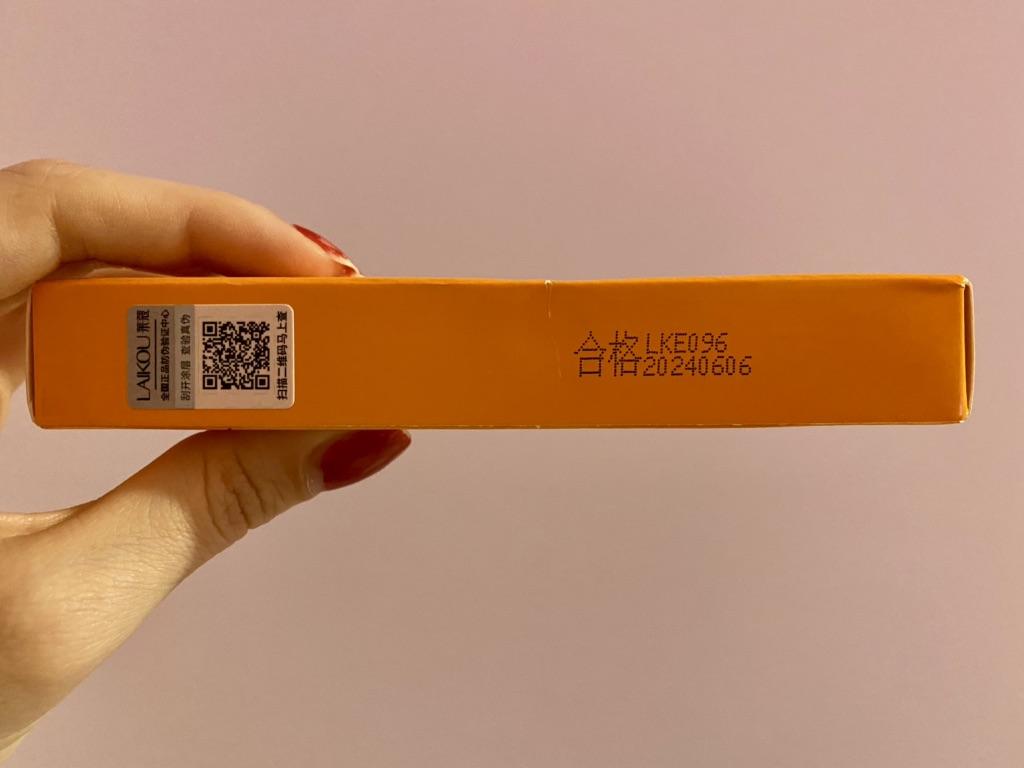 LAIKOU 莱蔻
全国正品防伪验证中心
刮开涂层 查验真伪
扫描二维码马上查
合格 LKE096
20240606